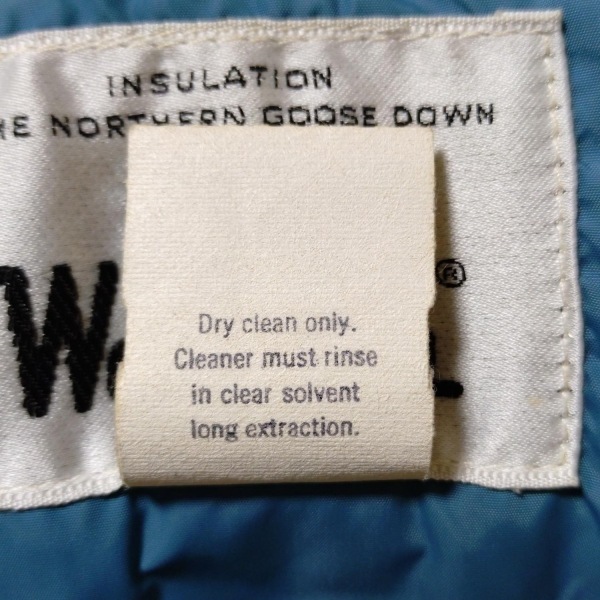 INSULATION
NORTHERN GOOSE DOWN
®
Dry clean only.
Cleaner must rinse
in clear solvent
long extraction.